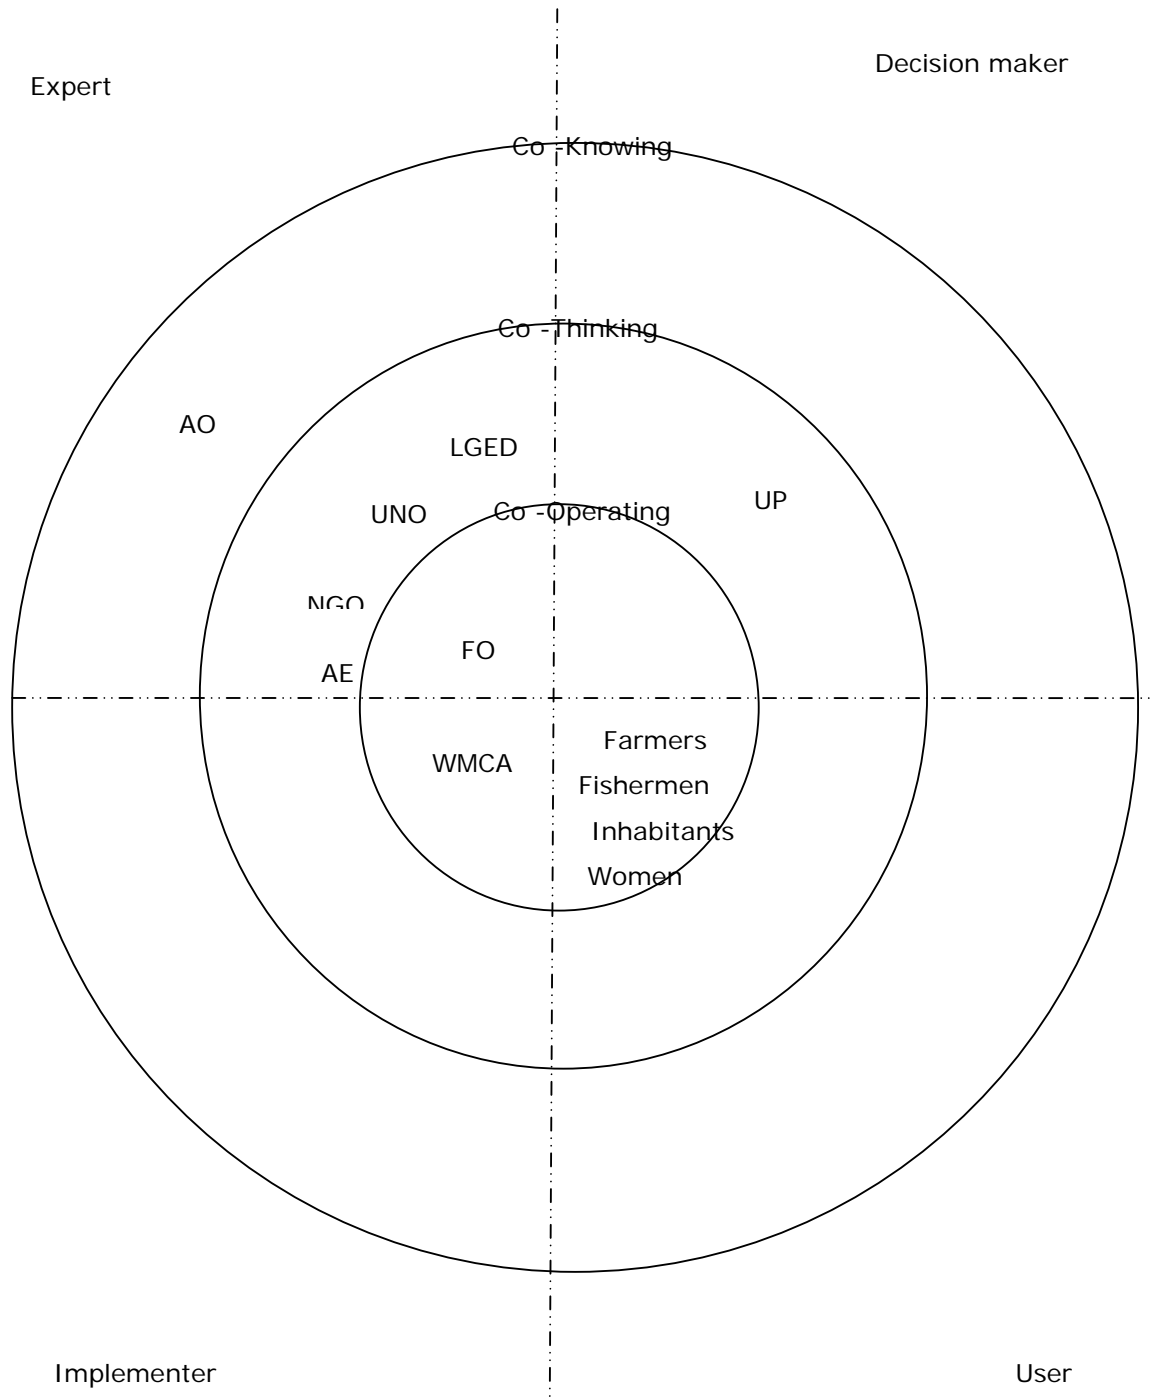 Decision maker
Expert
Co -Knowing
Co -Thinking
AO
LGED
UP
UNO
Co -Operating
NGO
FO
AE
Farmers
WMCA
Fishermen
Inhabitants
Women
Implementer
User